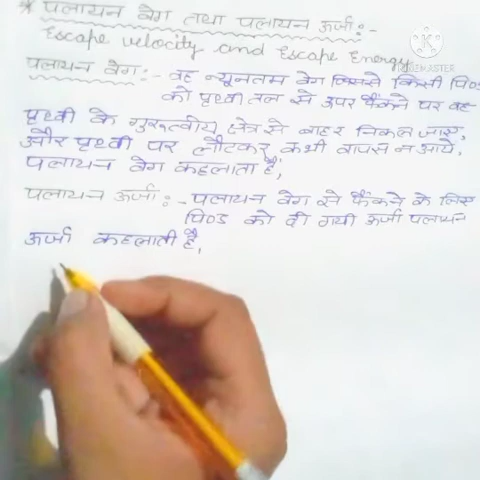 * पलायन वेग तथा पलायन ऊर्जा:-
Escape velocity and Escape Energy
पलायन वेग:- वह न्यूनतम वेग जिससे किसी पिण्ड
को पृथ्वी तल से उपर फेंकने पर वह
पृथ्वी के गुरुत्वीय क्षेत्र से बाहर निकल जाए,
और पृथ्वी पर लौटकर कभी वापस न आये,
पलायन वेग कहलाता है,
पलायन ऊर्जा:- पलायन वेग से फैंकने के लिए
पिण्ड को दी गयी ऊर्जा पलायन
ऊर्जा कहलाती है,